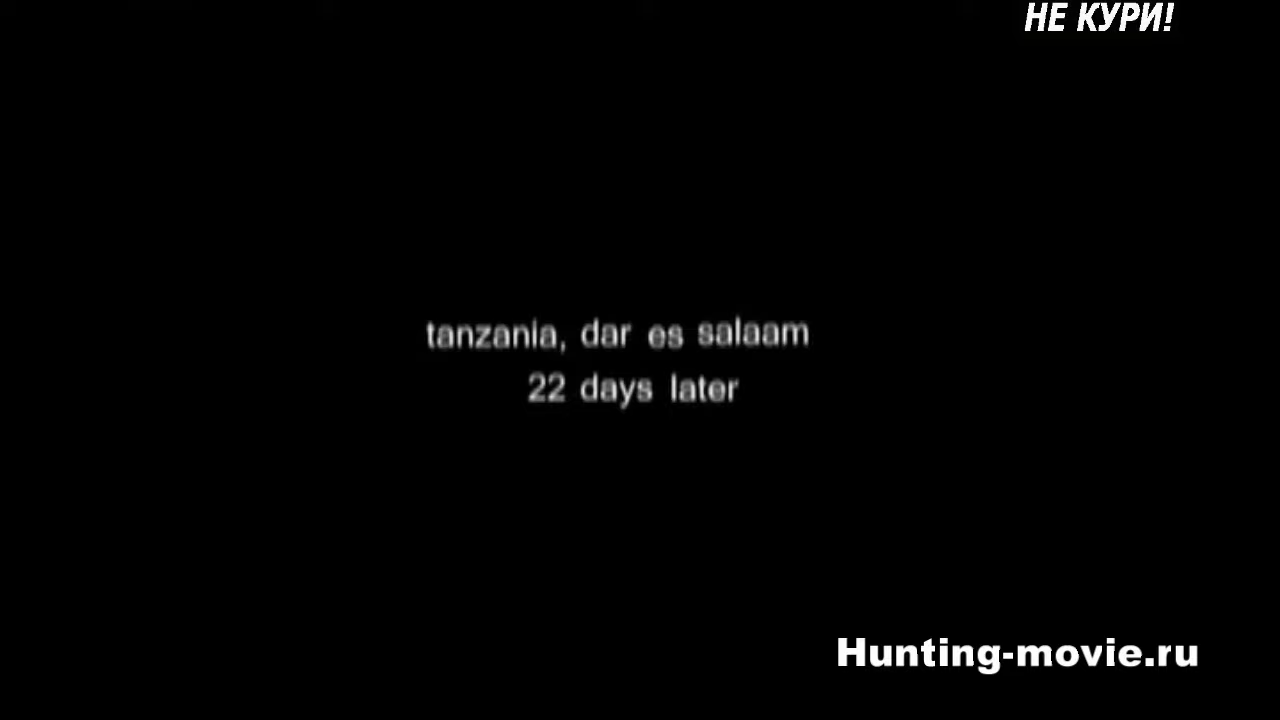 НЕ КУРИ!
tanzania, dar es salaam
22 days later
Hunting-movie.ru